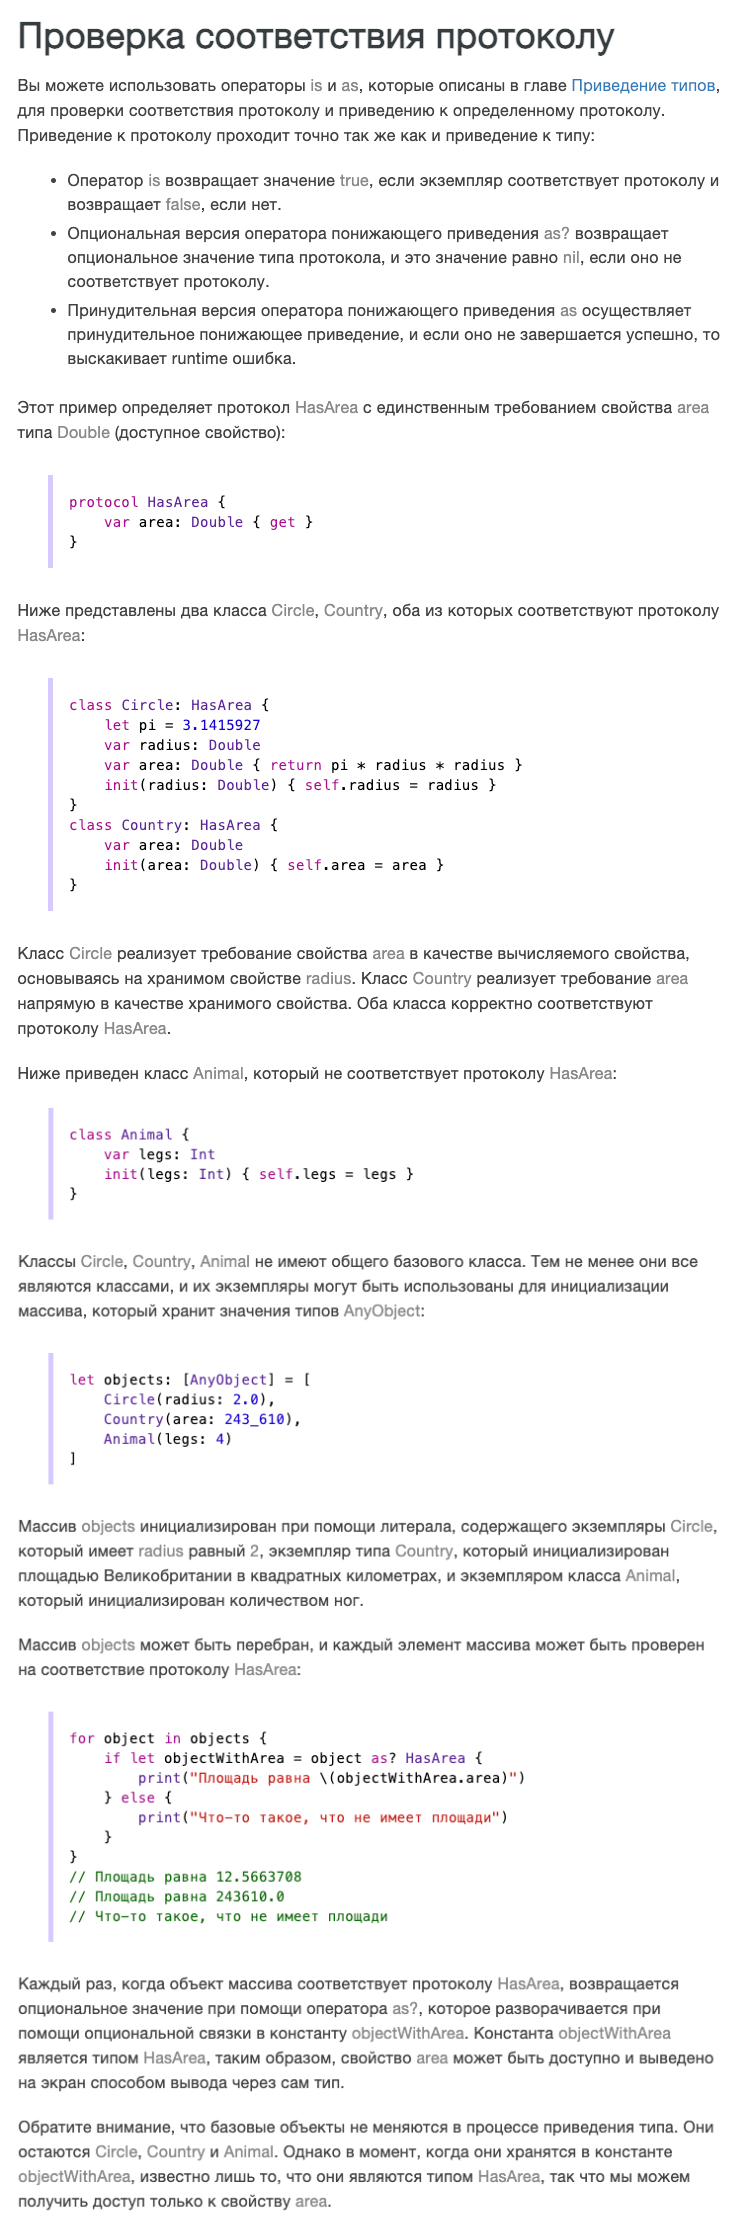 Проверка соответствия протоколу
Вы можете использовать операторы is и as, которые описаны в главе Приведение типов,
для проверки соответствия протоколу и приведению к определенному протоколу.
Приведение к протоколу проходит точно так же как и приведение к типу:
• Оператор is возвращает значение true, если экземпляр соответствует протоколу и
возвращает false, если нет.
• Опциональная версия оператора понижающего приведения as? возвращает
опциональное значение типа протокола, и это значение равно nil, если оно не
соответствует протоколу.
• Принудительная версия оператора понижающего приведения as осуществляет
принудительное понижающее приведение, и если оно не завершается успешно, то
выскакивает runtime ошибка.
Этот пример определяет протокол HasArea с единственным требованием свойства area
типа Double (доступное свойство):
protocol HasArea {
    var area: Double { get }
}
Ниже представлены два класса Circle, Country, оба из которых соответствуют протоколу
HasArea:
class Circle: HasArea {
    let pi = 3.1415927
    var radius: Double
    var area: Double { return pi * radius * radius }
    init(radius: Double) { self.radius = radius }
}
class Country: HasArea {
    var area: Double
    init(area: Double) { self.area = area }
}
Класс Circle реализует требование свойства area в качестве вычисляемого свойства,
основываясь на хранимом свойстве radius. Класс Country реализует требование area
напрямую в качестве хранимого свойства. Оба класса корректно соответствуют
протоколу HasArea.
Ниже приведен класс Animal, который не соответствует протоколу HasArea:
class Animal {
    var legs: Int
    init(legs: Int) { self.legs = legs }
}
Классы Circle, Country, Animal не имеют общего базового класса. Тем не менее они все
являются классами, и их экземпляры могут быть использованы для инициализации
массива, который хранит значения типов AnyObject:
let objects: [AnyObject] = [
    Circle(radius: 2.0),
    Country(area: 243_610),
    Animal(legs: 4)
]
Массив objects инициализирован при помощи литерала, содержащего экземпляры Circle,
который имеет radius равный 2, экземпляр типа Country, который инициализирован
площадью Великобритании в квадратных километрах, и экземпляром класса Animal,
который инициализирован количеством ног.
Массив objects может быть перебран, и каждый элемент массива может быть проверен
на соответствие протоколу HasArea:
for object in objects {
    if let objectWithArea = object as? HasArea {
        print("Площадь равна \(objectWithArea.area)")
    } else {
        print("Что-то такое, что не имеет площади")
    }
}
// Площадь равна 12.5663708
// Площадь равна 243610.0
// Что-то такое, что не имеет площади
Каждый раз, когда объект массива соответствует протоколу HasArea, возвращается
опциональное значение при помощи оператора as?, которое разворачивается при
помощи опциональной связки в константу objectWithArea. Константа objectWithArea
является типом HasArea, таким образом, свойство area может быть доступно и выведено
на экран способом вывода через сам тип.
Обратите внимание, что базовые объекты не меняются в процессе приведения типа. Они
остаются Circle, Country и Animal. Однако в момент, когда они хранятся в константе
objectWithArea, известно лишь то, что они являются типом HasArea, так что мы можем
получить доступ только к свойству area.